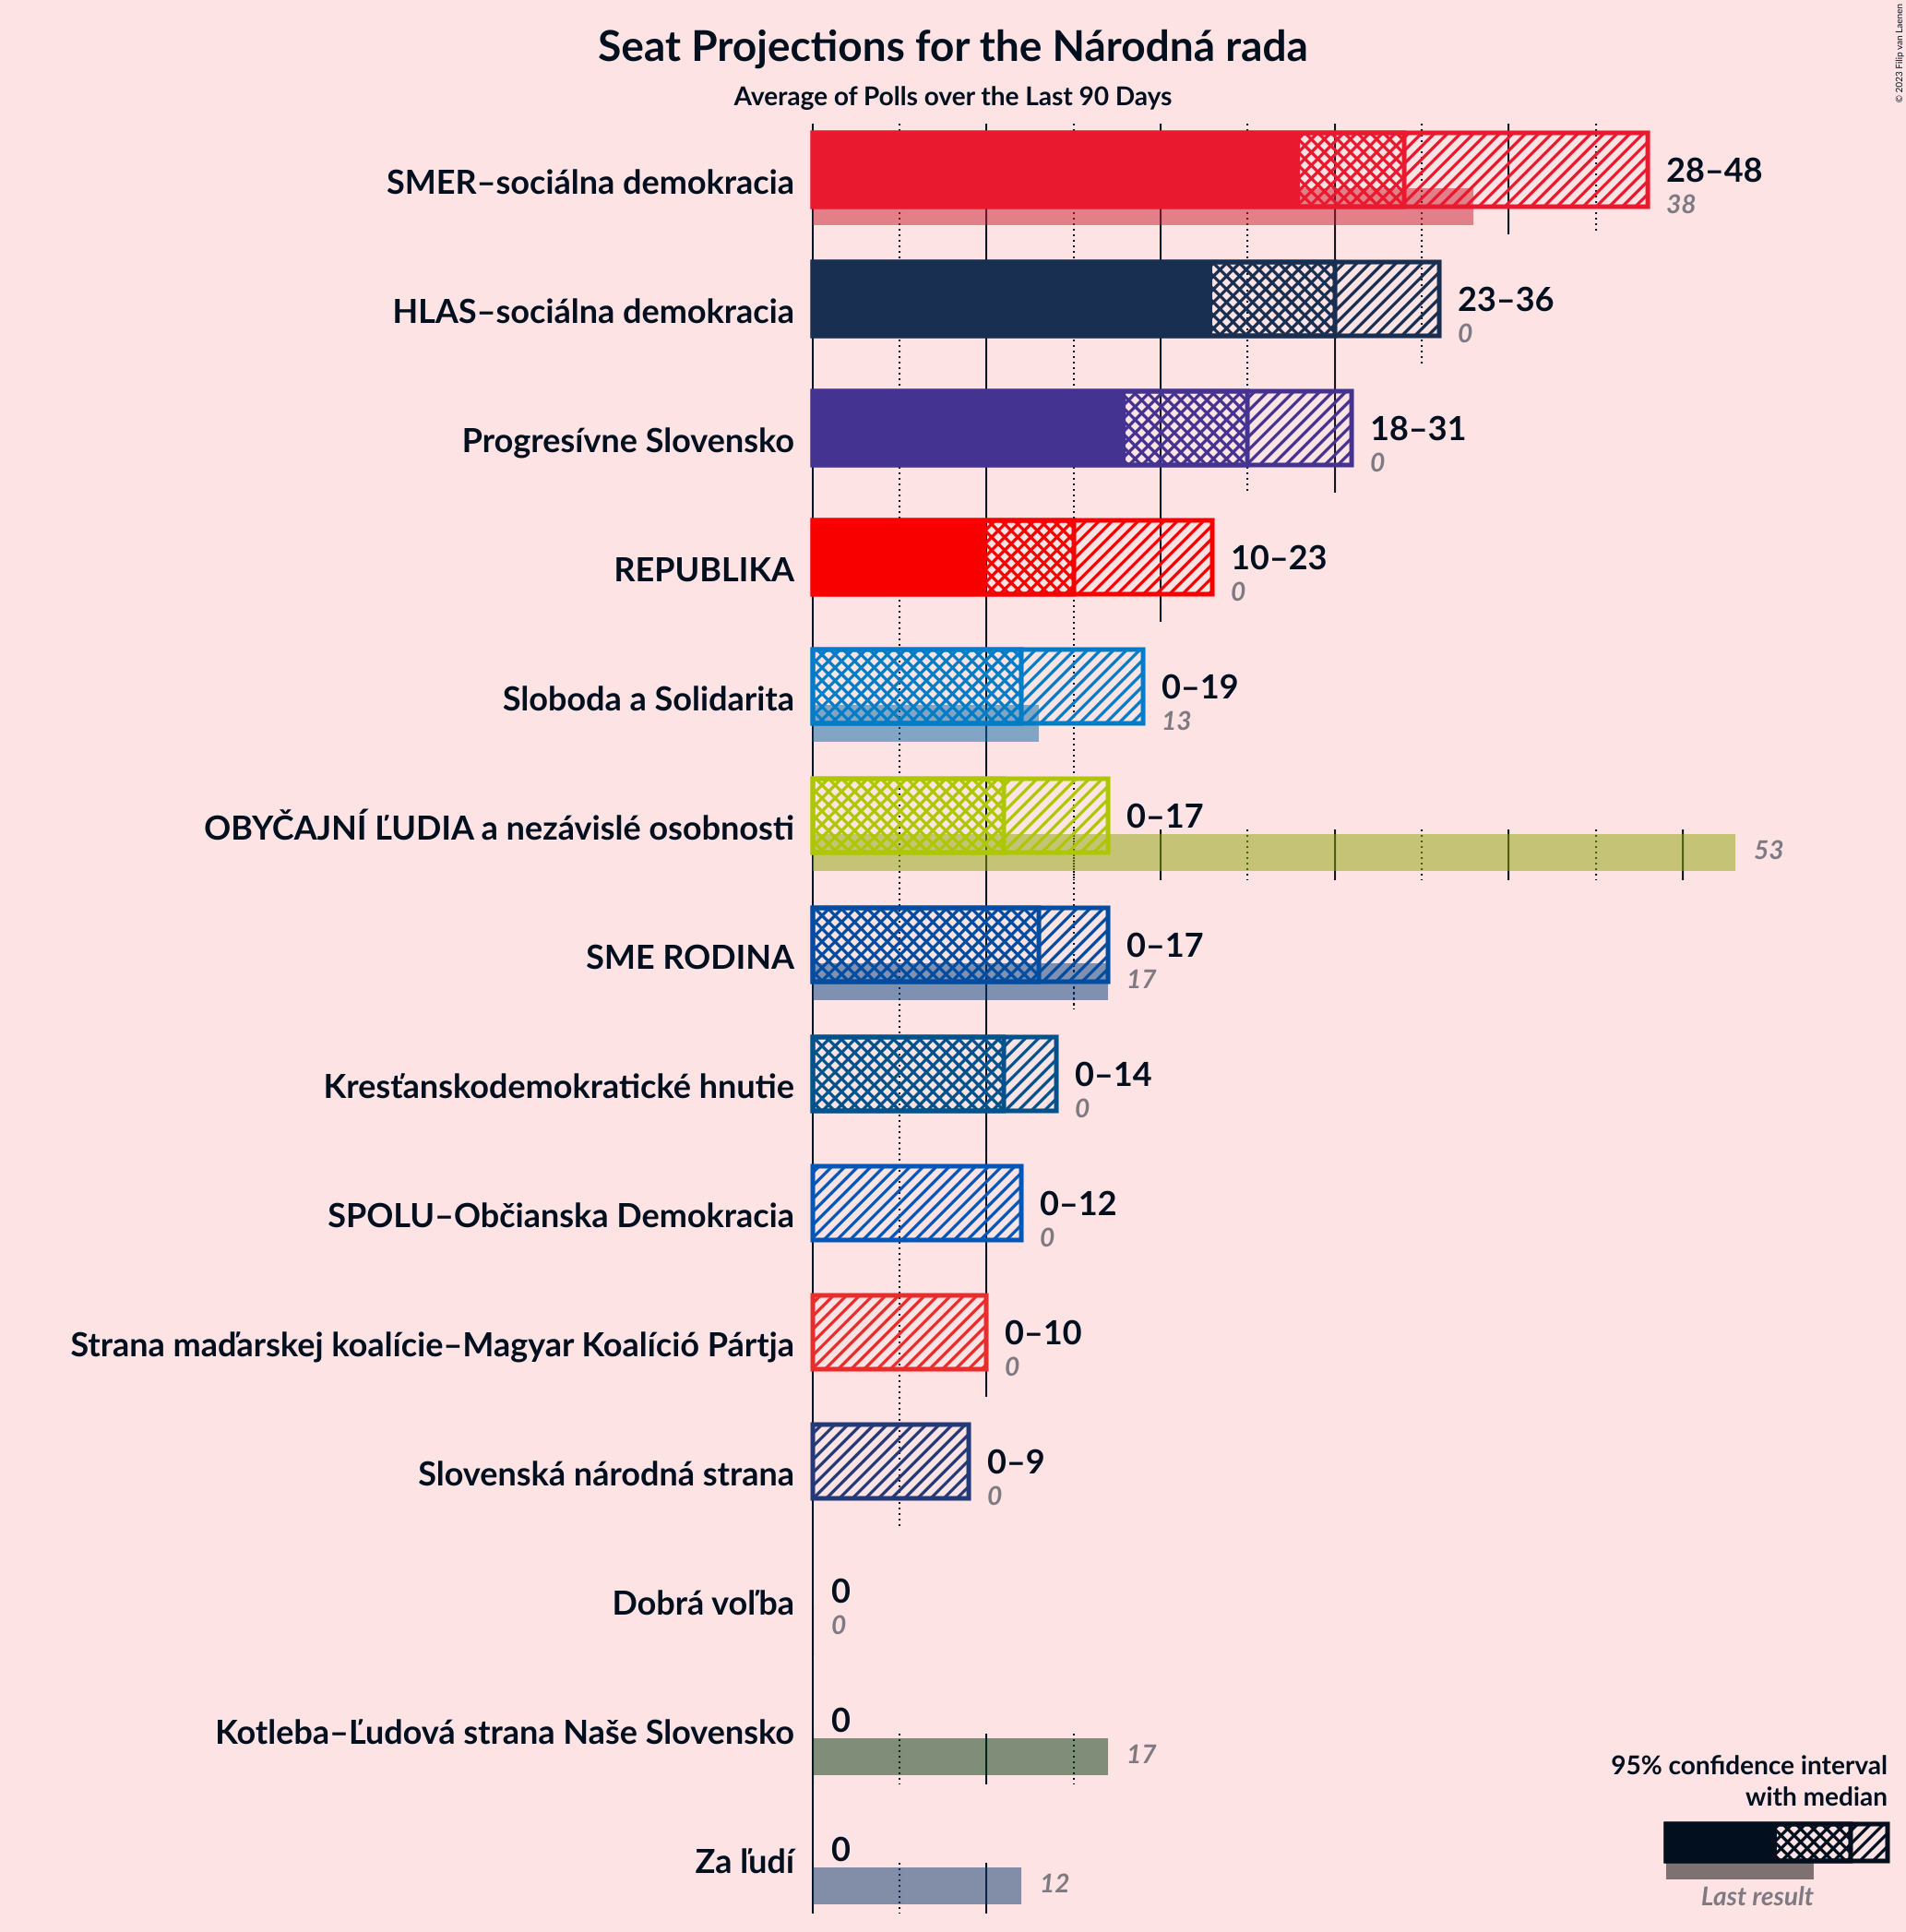 Seat Projections for the Národná rada
Average of Polls over the Last 90 Days
© 2023 Filip van Laenen
SMER–sociálna demokracia
28–48
38
HLAS–sociálna demokracia
23–36
0
Progresívne Slovensko
18–31
0
REPUBLIKA
10–23
0
Sloboda a Solidarita
0–19
13
OBYČAJNÍ ĽUDIA a nezávislé osobnosti
0–17
53
SME RODINA
0–17
17
Kresťanskodemokratické hnutie
0–14
0
SPOLU–Občianska Demokracia
0–12
0
Strana maďarskej koalície–Magyar Koalíció Pártja
0–10
0
Slovenská národná strana
0–9
0
Dobrá voľba
0
0
Kotleba–Ľudová strana Naše Slovensko
0
17
Za ľudí
0
12
95% confidence interval
with median
Last result